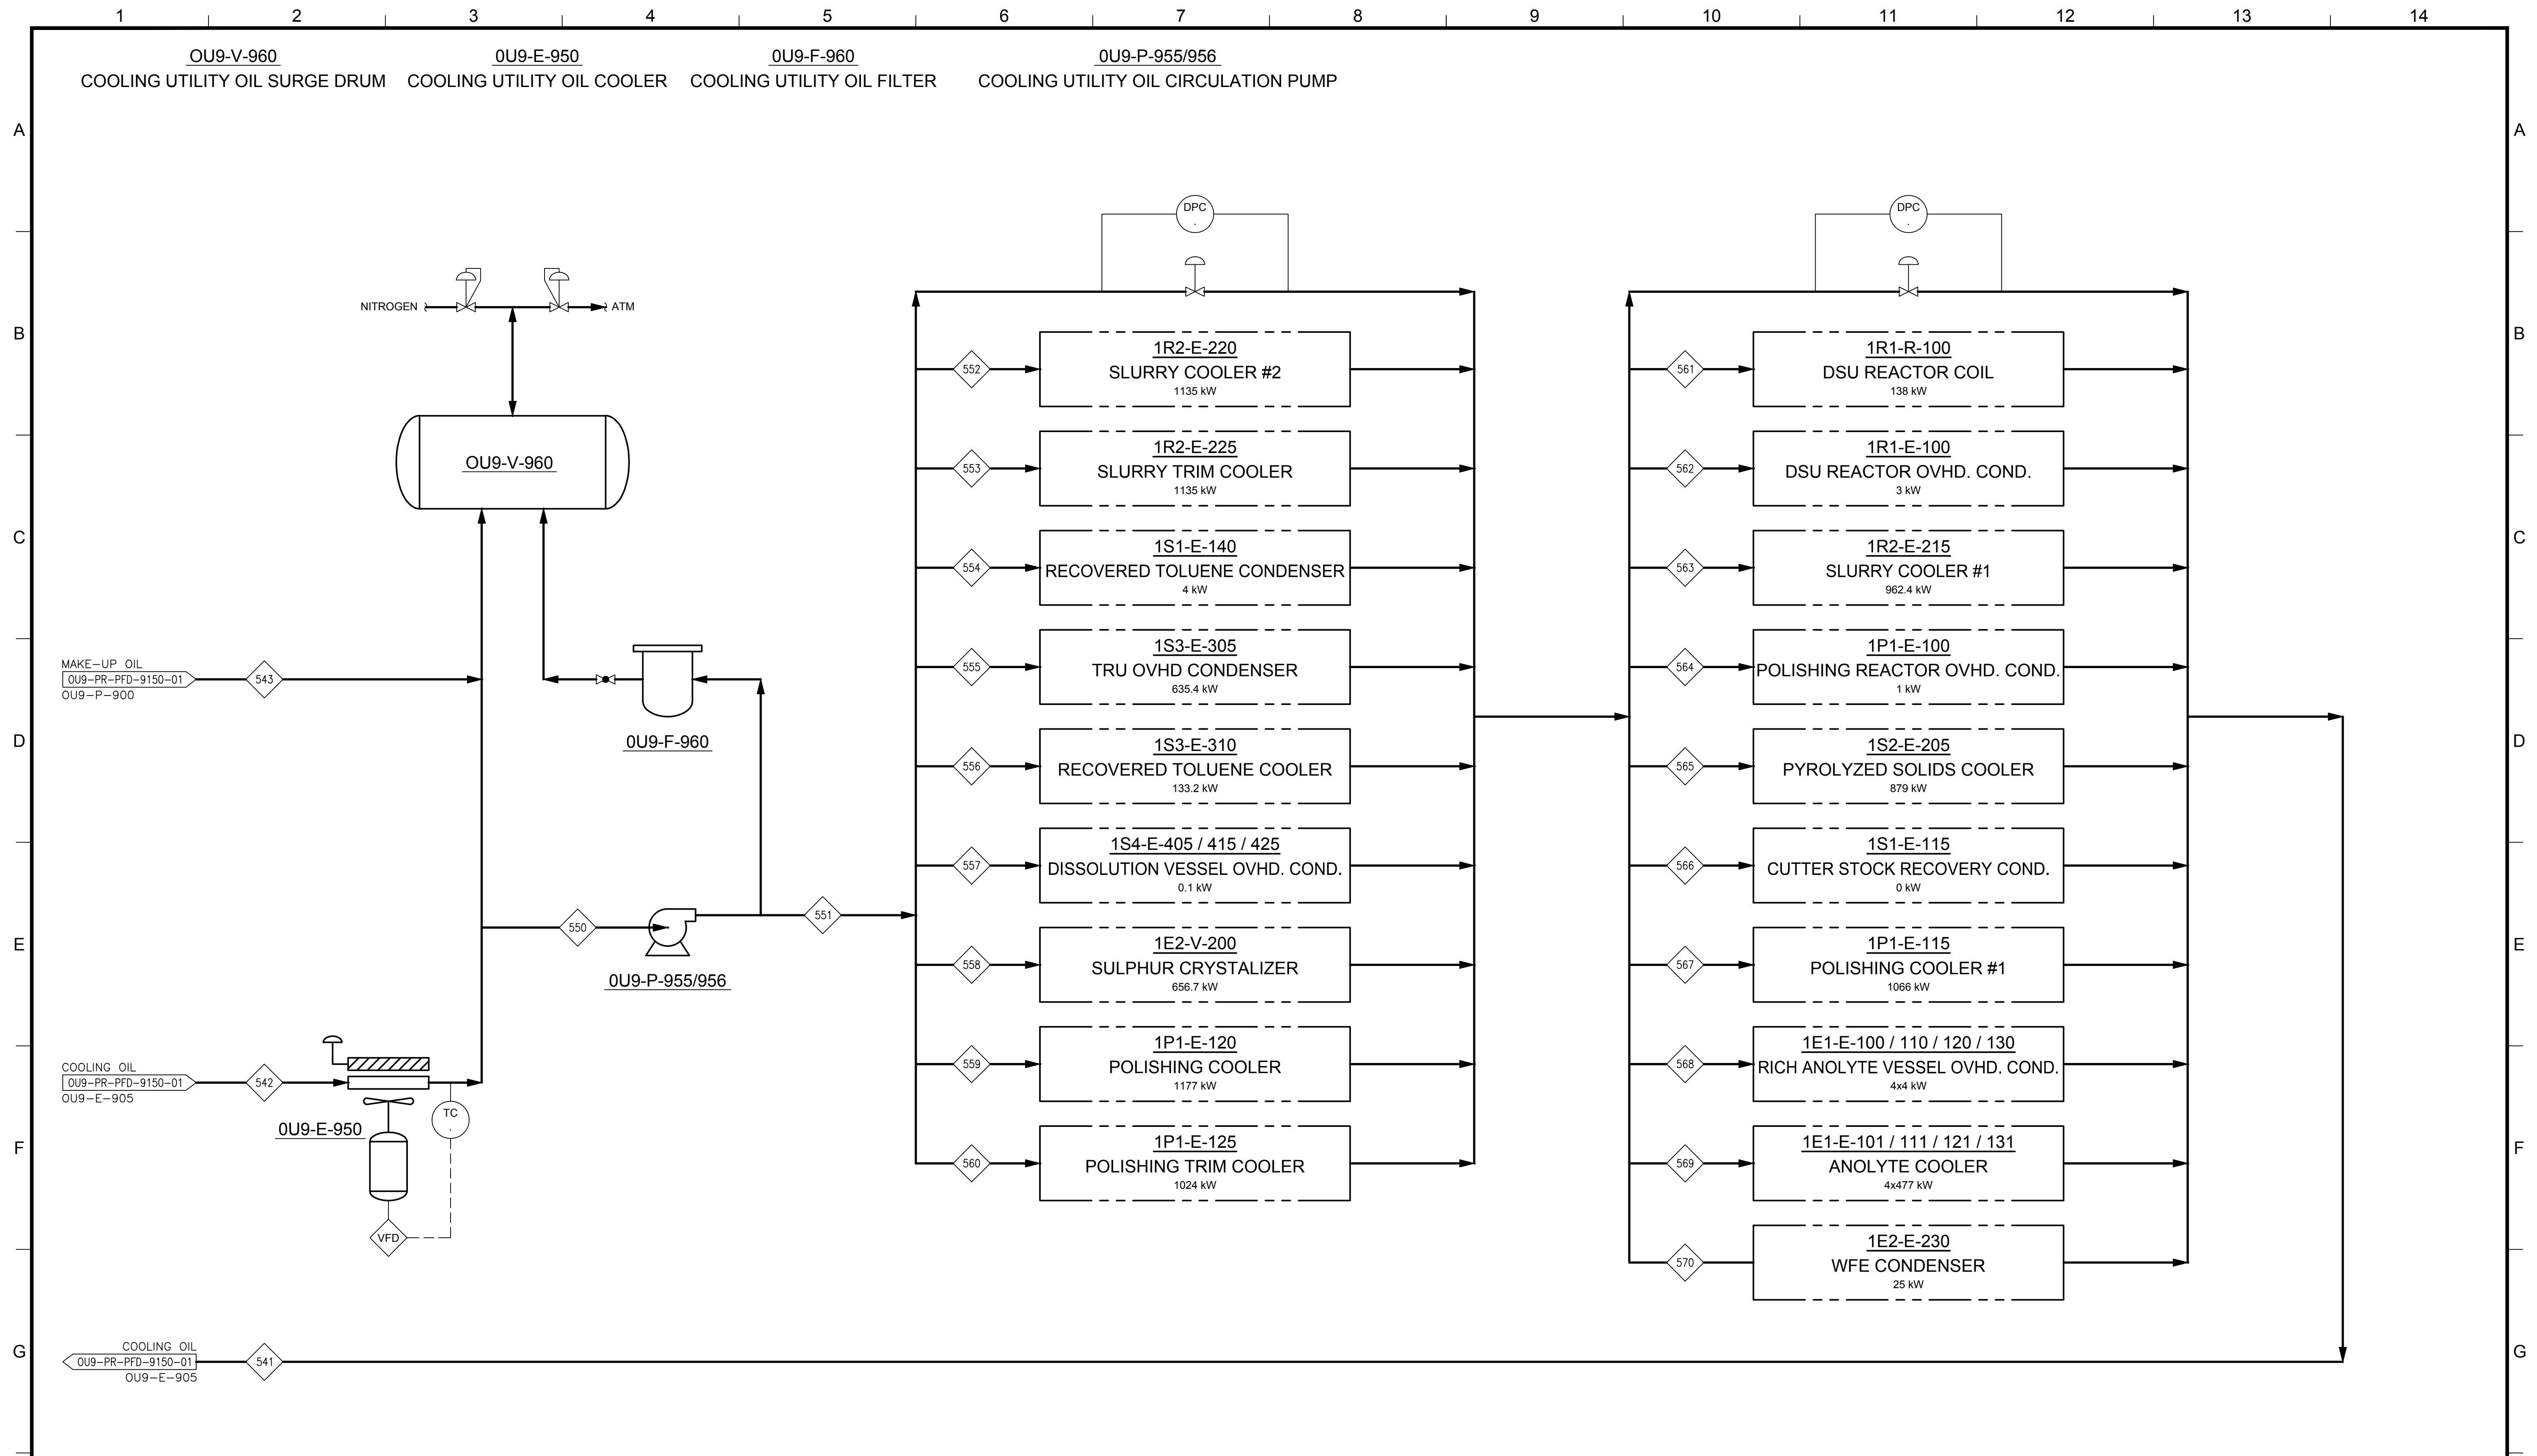 1 2 3 4 5 6 7 8 9 10 11 12 13 14
OU9-V-960
COOLING UTILITY OIL SURGE DRUM
0U9-E-950
COOLING UTILITY OIL COOLER
0U9-F-960
COOLING UTILITY OIL FILTER
0U9-P-955/956
COOLING UTILITY OIL CIRCULATION PUMP
A A
B B
C C
D D
E E
F F
G G
NITROGEN
ATM
OU9-V-960
MAKE-UP OIL
0U9-PR-PFD-9150-01
OU9-P-900
543
0U9-F-960
550
0U9-P-955/956
551
COOLING OIL
0U9-PR-PFD-9150-01
OU9-E-905
542
0U9-E-950
TC
.
VFD
COOLING OIL
0U9-PR-PFD-9150-01
OU9-E-905
541
DPC
.
552
1R2-E-220
SLURRY COOLER #2
1135 kW
553
1R2-E-225
SLURRY TRIM COOLER
1135 kW
554
1S1-E-140
RECOVERED TOLUENE CONDENSER
4 kW
555
1S3-E-305
TRU OVHD CONDENSER
635.4 kW
556
1S3-E-310
RECOVERED TOLUENE COOLER
133.2 kW
557
1S4-E-405 / 415 / 425
DISSOLUTION VESSEL OVHD. COND.
0.1 kW
558
1E2-V-200
SULPHUR CRYSTALIZER
656.7 kW
559
1P1-E-120
POLISHING COOLER
1177 kW
560
1P1-E-125
POLISHING TRIM COOLER
1024 kW
DPC
.
561
1R1-R-100
DSU REACTOR COIL
138 kW
562
1R1-E-100
DSU REACTOR OVHD. COND.
3 kW
563
1R2-E-215
SLURRY COOLER #1
962.4 kW
564
1P1-E-100
POLISHING REACTOR OVHD. COND.
1 kW
565
1S2-E-205
PYROLYZED SOLIDS COOLER
879 kW
566
1S1-E-115
CUTTER STOCK RECOVERY COND.
0 kW
567
1P1-E-115
POLISHING COOLER #1
1066 kW
568
1E1-E-100 / 110 / 120 / 130
RICH ANOLYTE VESSEL OVHD. COND.
4x4 kW
569
1E1-E-101 / 111 / 121 / 131
ANOLYTE COOLER
4x477 kW
570
1E2-E-230
WFE CONDENSER
25 kW